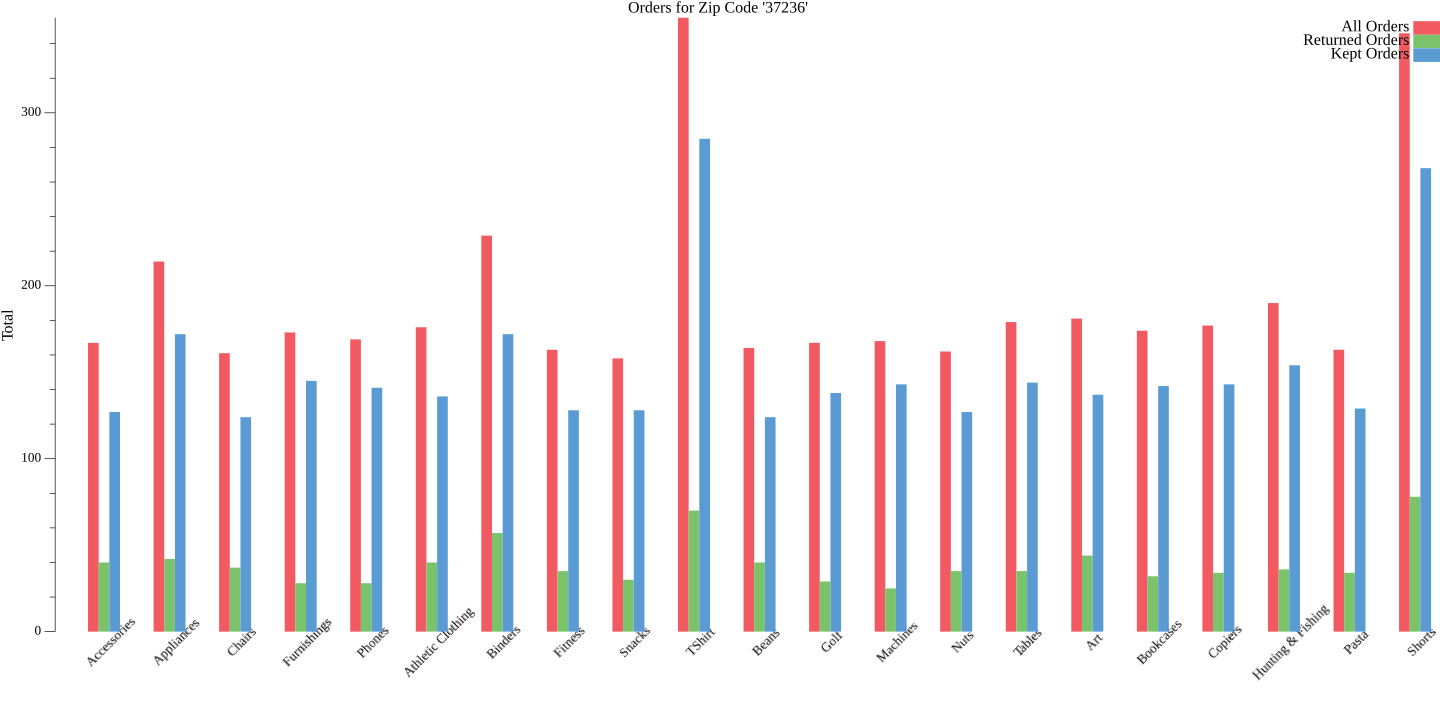 Orders for Zip Code '37236'
All Orders
Returned Orders
Kept Orders
Total
300
200
100
0
Accessories
Appliances
Chairs
Furnishings
Phones
Athletic Clothing
Binders
Fitness
Snacks
TShirt
Beans
Golf
Machines
Nuts
Tables
Art
Bookcases
Copiers
Hunting & Fishing
Pasta
Shorts